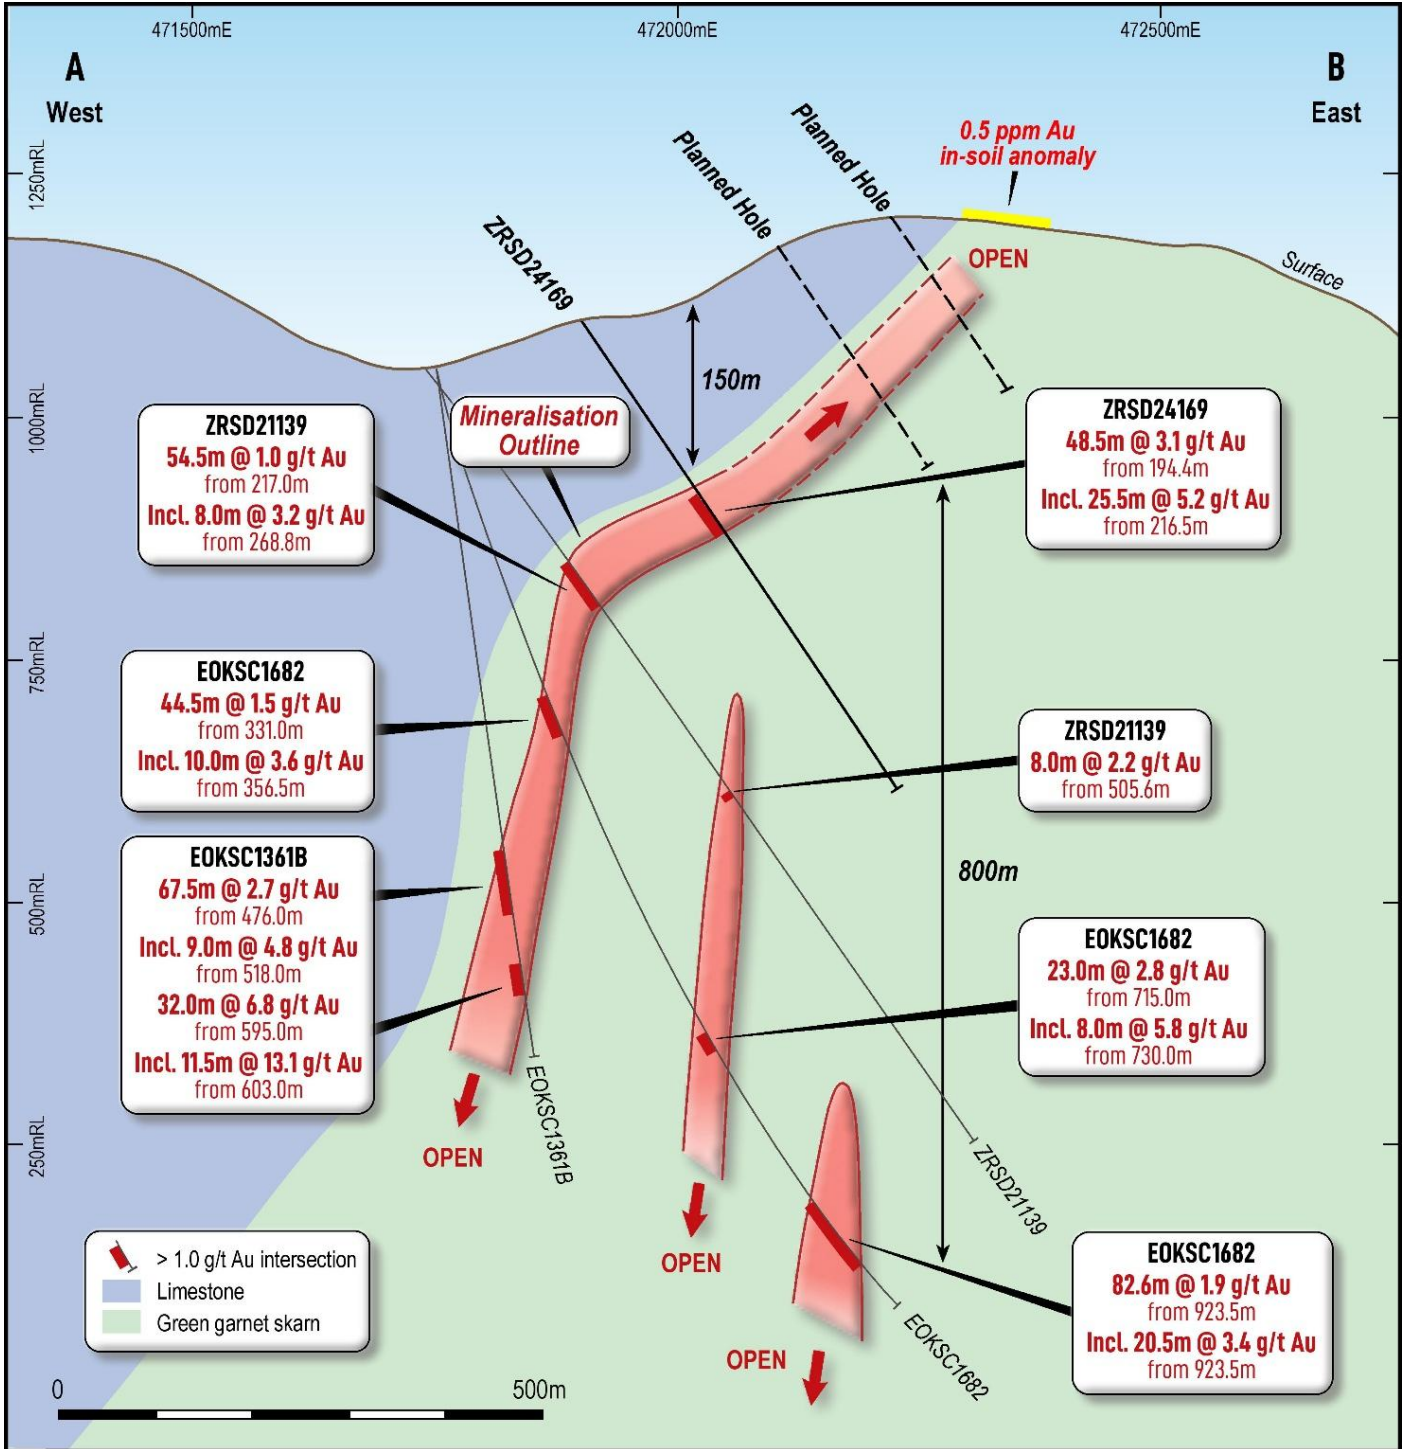 471500mE
472000mE
472500mE
A
West
B
East
1250mRL
1000mRL
750mRL
500mRL
250mRL
0.5 ppm Au
in-soil anomaly
Planned Hole
Planned Hole
ZRSD24169
OPEN
Surface
150m
Mineralisation
Outline
ZRSD21139
54.5m @ 1.0 g/t Au
from 217.0m
Incl. 8.0m @ 3.2 g/t Au
from 268.8m
ZRSD24169
48.5m @ 3.1 g/t Au
from 194.4m
Incl. 25.5m @ 5.2 g/t Au
from 216.5m
EOKSC1682
44.5m @ 1.5 g/t Au
from 331.0m
Incl. 10.0m @ 3.6 g/t Au
from 356.5m
ZRSD21139
8.0m @ 2.2 g/t Au
from 505.6m
EOKSC1361B
67.5m @ 2.7 g/t Au
from 476.0m
Incl. 9.0m @ 4.8 g/t Au
from 518.0m
32.0m @ 6.8 g/t Au
from 595.0m
Incl. 11.5m @ 13.1 g/t Au
from 603.0m
800m
EOKSC1682
23.0m @ 2.8 g/t Au
from 715.0m
Incl. 8.0m @ 5.8 g/t Au
from 730.0m
EOKSC1361B
OPEN
ZRSD21139
OPEN
EOKSC1682
82.6m @ 1.9 g/t Au
from 923.5m
Incl. 20.5m @ 3.4 g/t Au
from 923.5m
EOKSC1682
OPEN
> 1.0 g/t Au intersection
Limestone
Green garnet skarn
0
500m